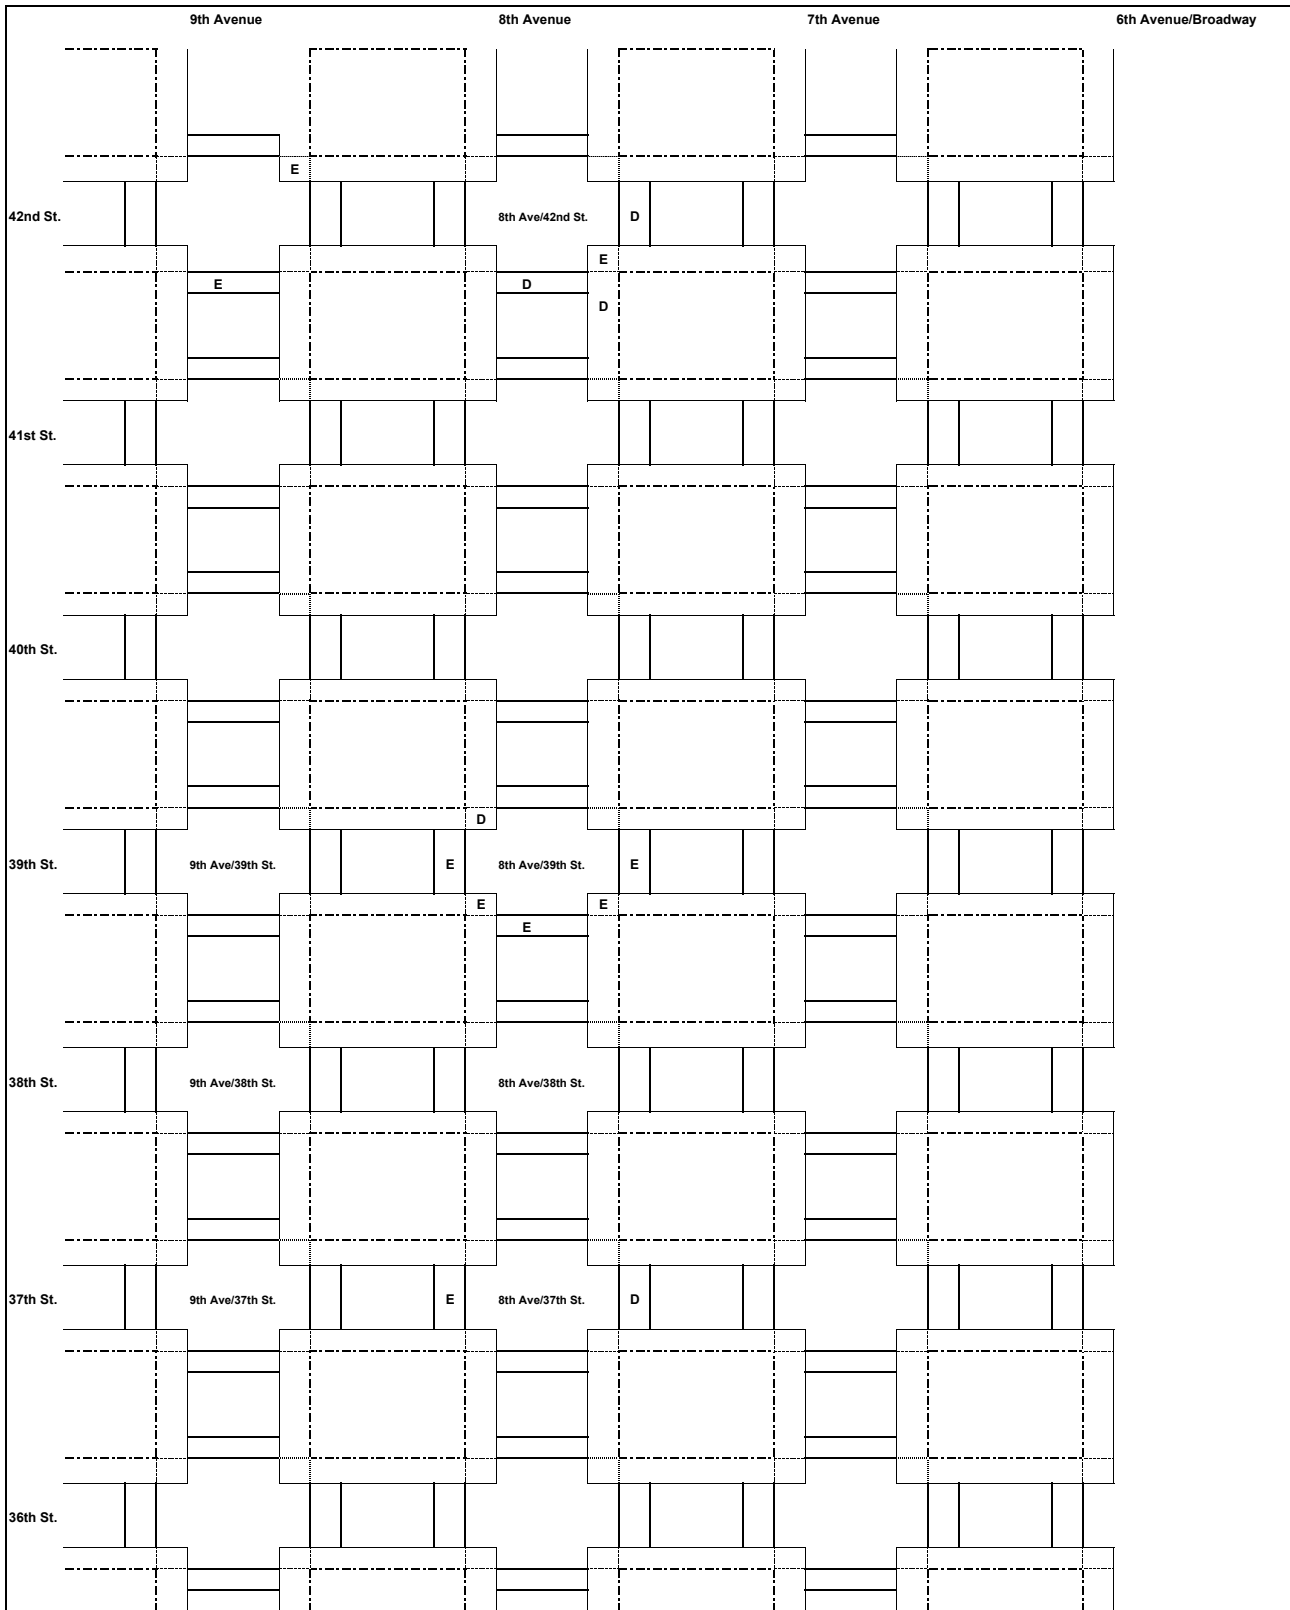 9th Avenue 8th Avenue 7th Avenue 6th Avenue/Broadway
E
42nd St. 8th Ave/42nd St. D
E
E D
D
41st St.
40th St.
D
39th St. 9th Ave/39th St. E 8th Ave/39th St. E
E E
E
38th St. 9th Ave/38th St. 8th Ave/38th St.
37th St. 9th Ave/37th St. E 8th Ave/37th St. D
36th St.